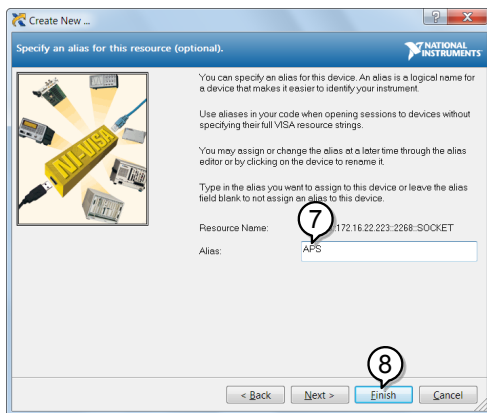 Create New ...
Specify an alias for this resource (optional).
NATIONAL
INSTRUMENTS
You can specify an alias for this device. An alias is a logical name for
a device that makes it easier to identify your instrument.
Use aliases in your code when opening sessions to devices without
specifying their full VISA resource strings.
You may assign or change the alias at a later time through the alias
editor or by clicking on the device to rename it.
Type in the alias you want to assign to this device or leave the alias
field blank to not assign an alias to this device.
NI-VISA
7
Resource Name: :172.16.22.223::2268::SOCKET
Alias: APS
8
< Back Next > Finish Cancel